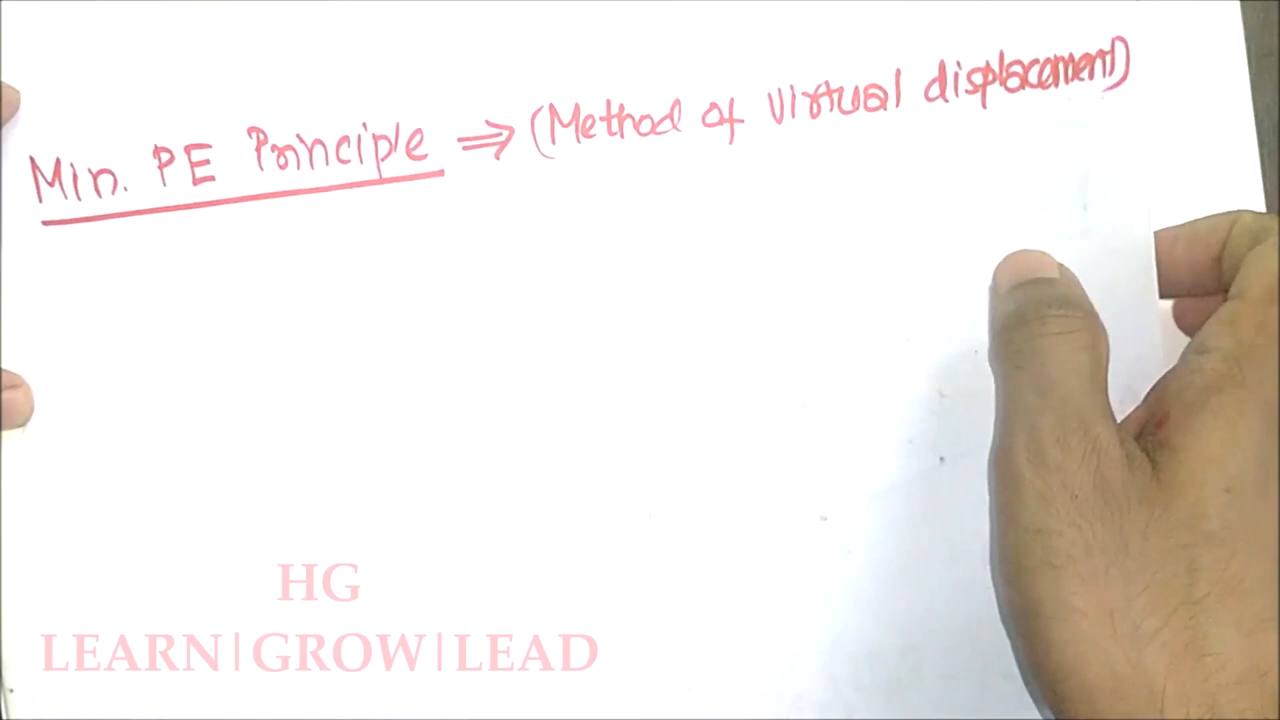 Min. PE Principle ⇒ (Method of virtual displacement)
HG
LEARN|GROW|LEAD